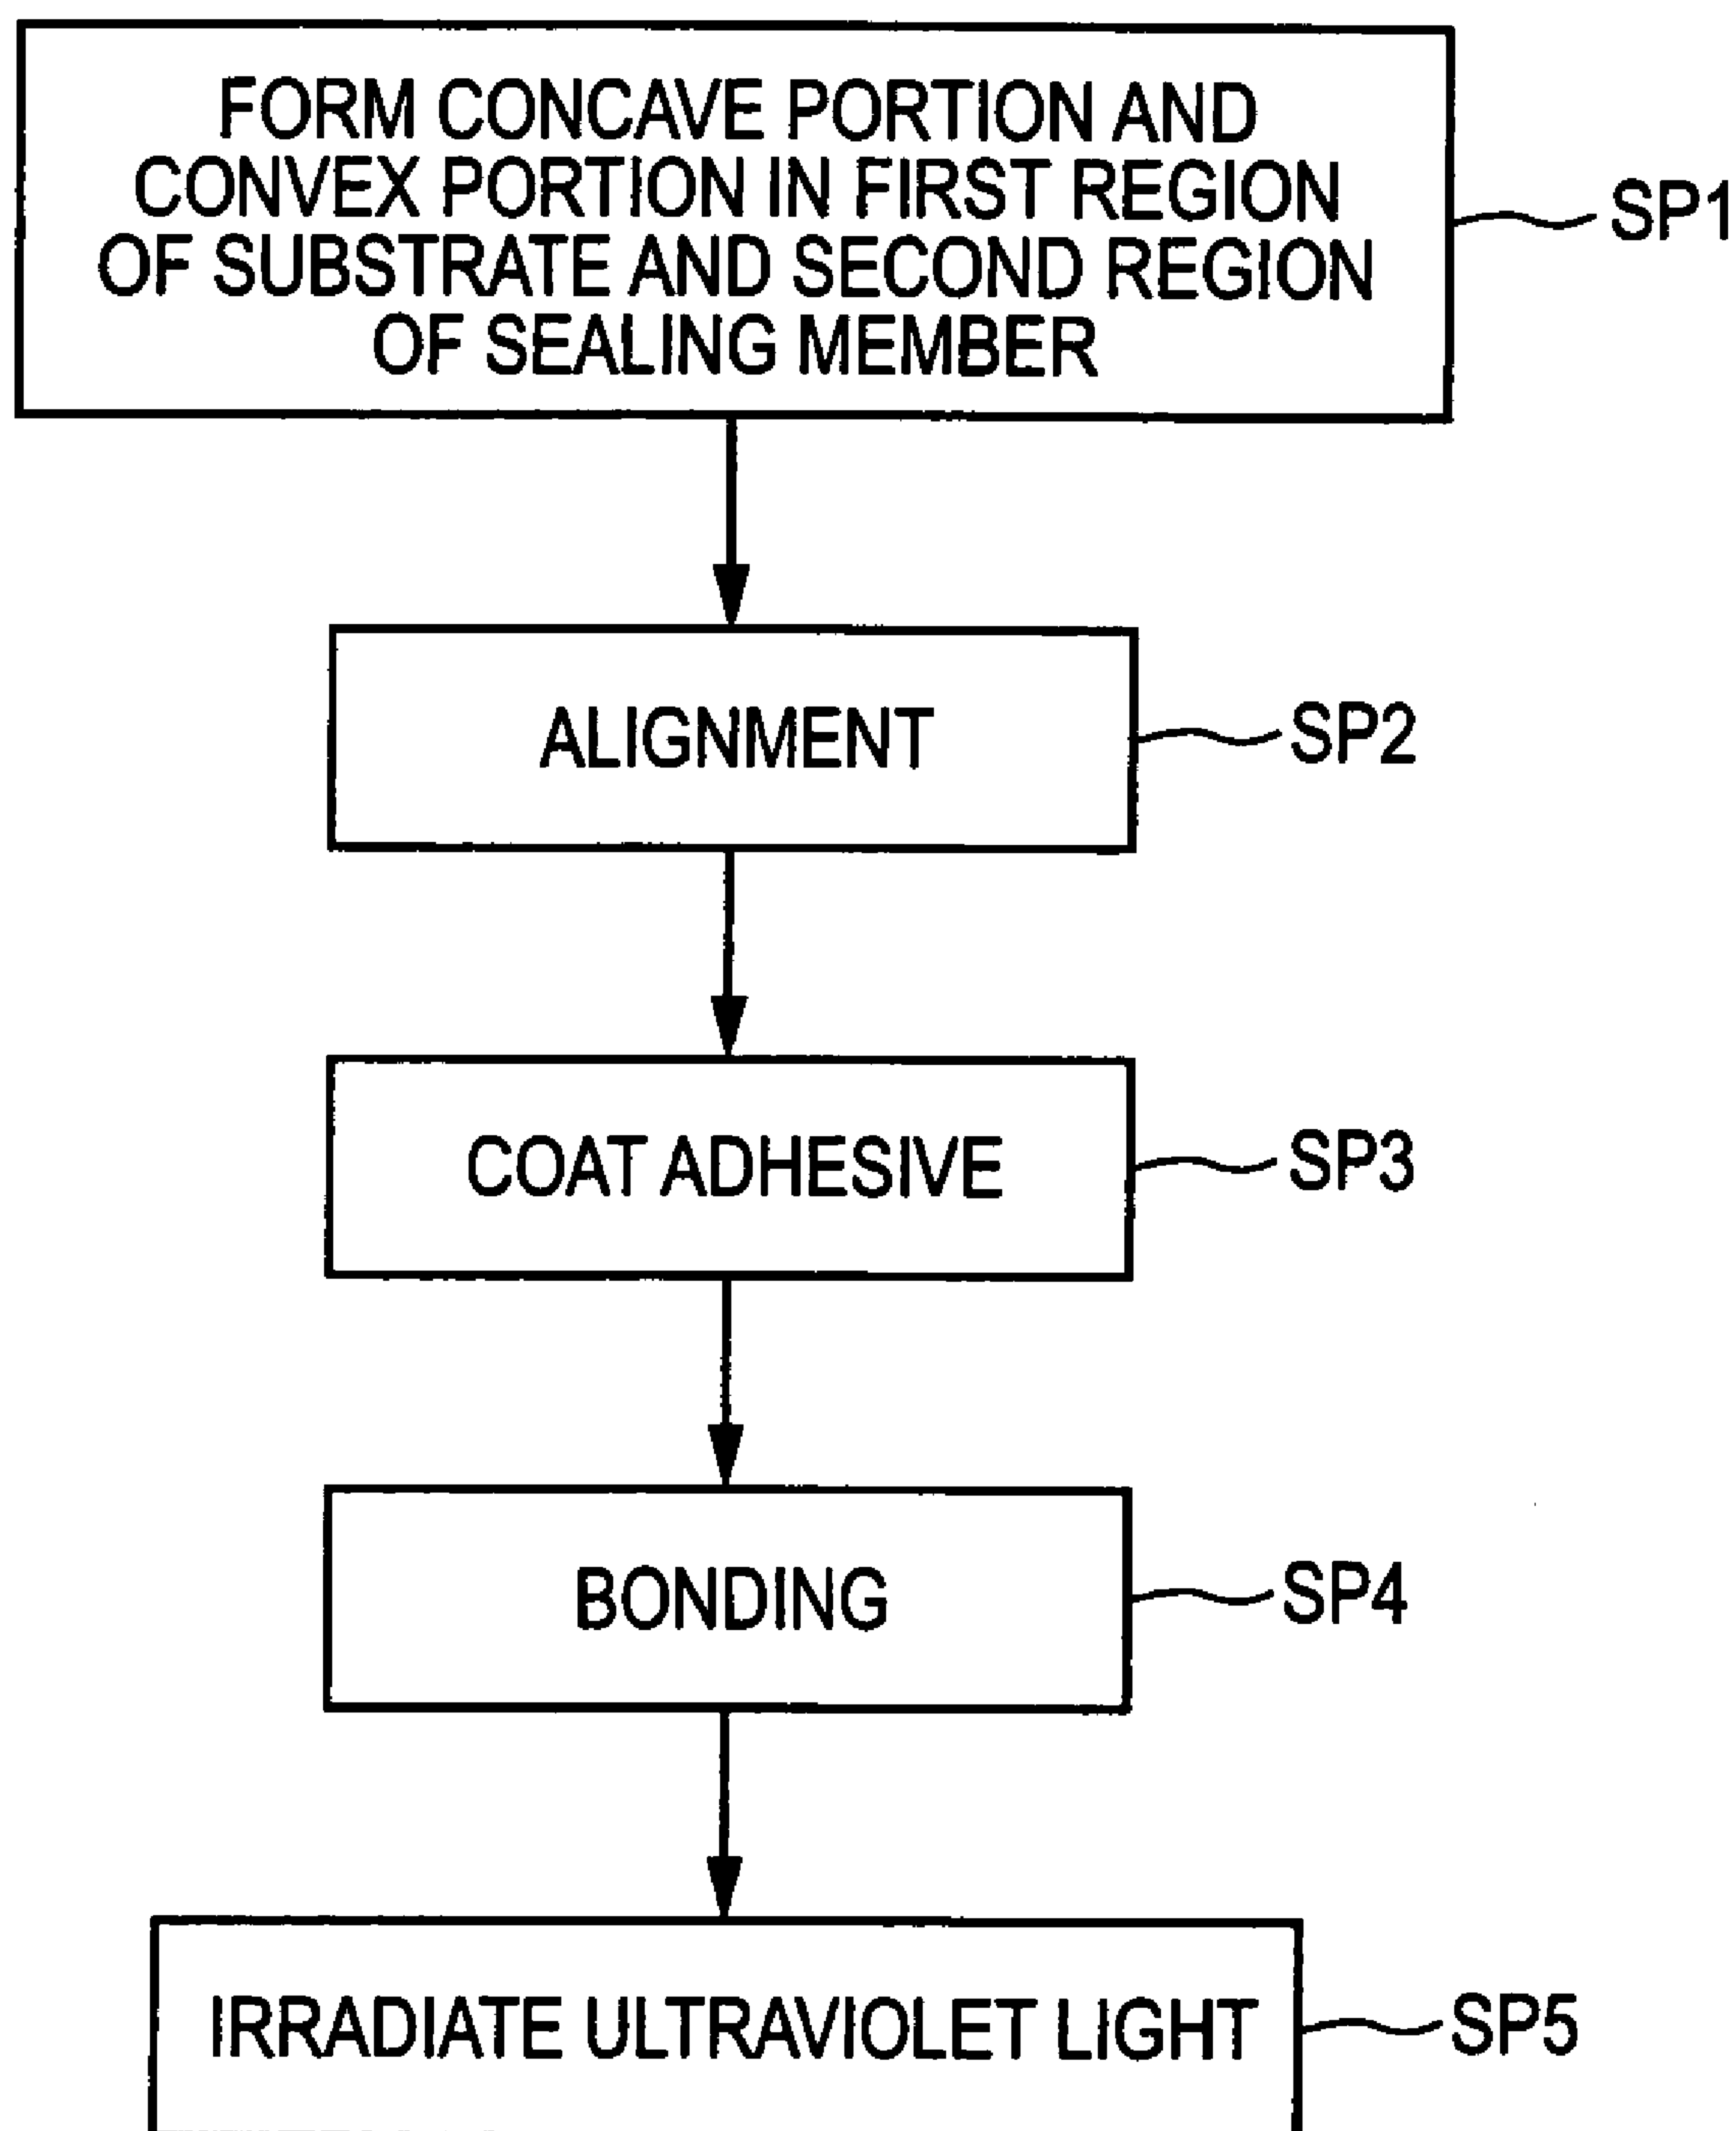 FORM CONCAVE PORTION AND
CONVEX PORTION IN FIRST REGION
OF SUBSTRATE AND SECOND REGION
OF SEALING MEMBER
SP1
ALIGNMENT
SP2
COAT ADHESIVE
SP3
BONDING
SP4
IRRADIATE ULTRAVIOLET LIGHT
SP5